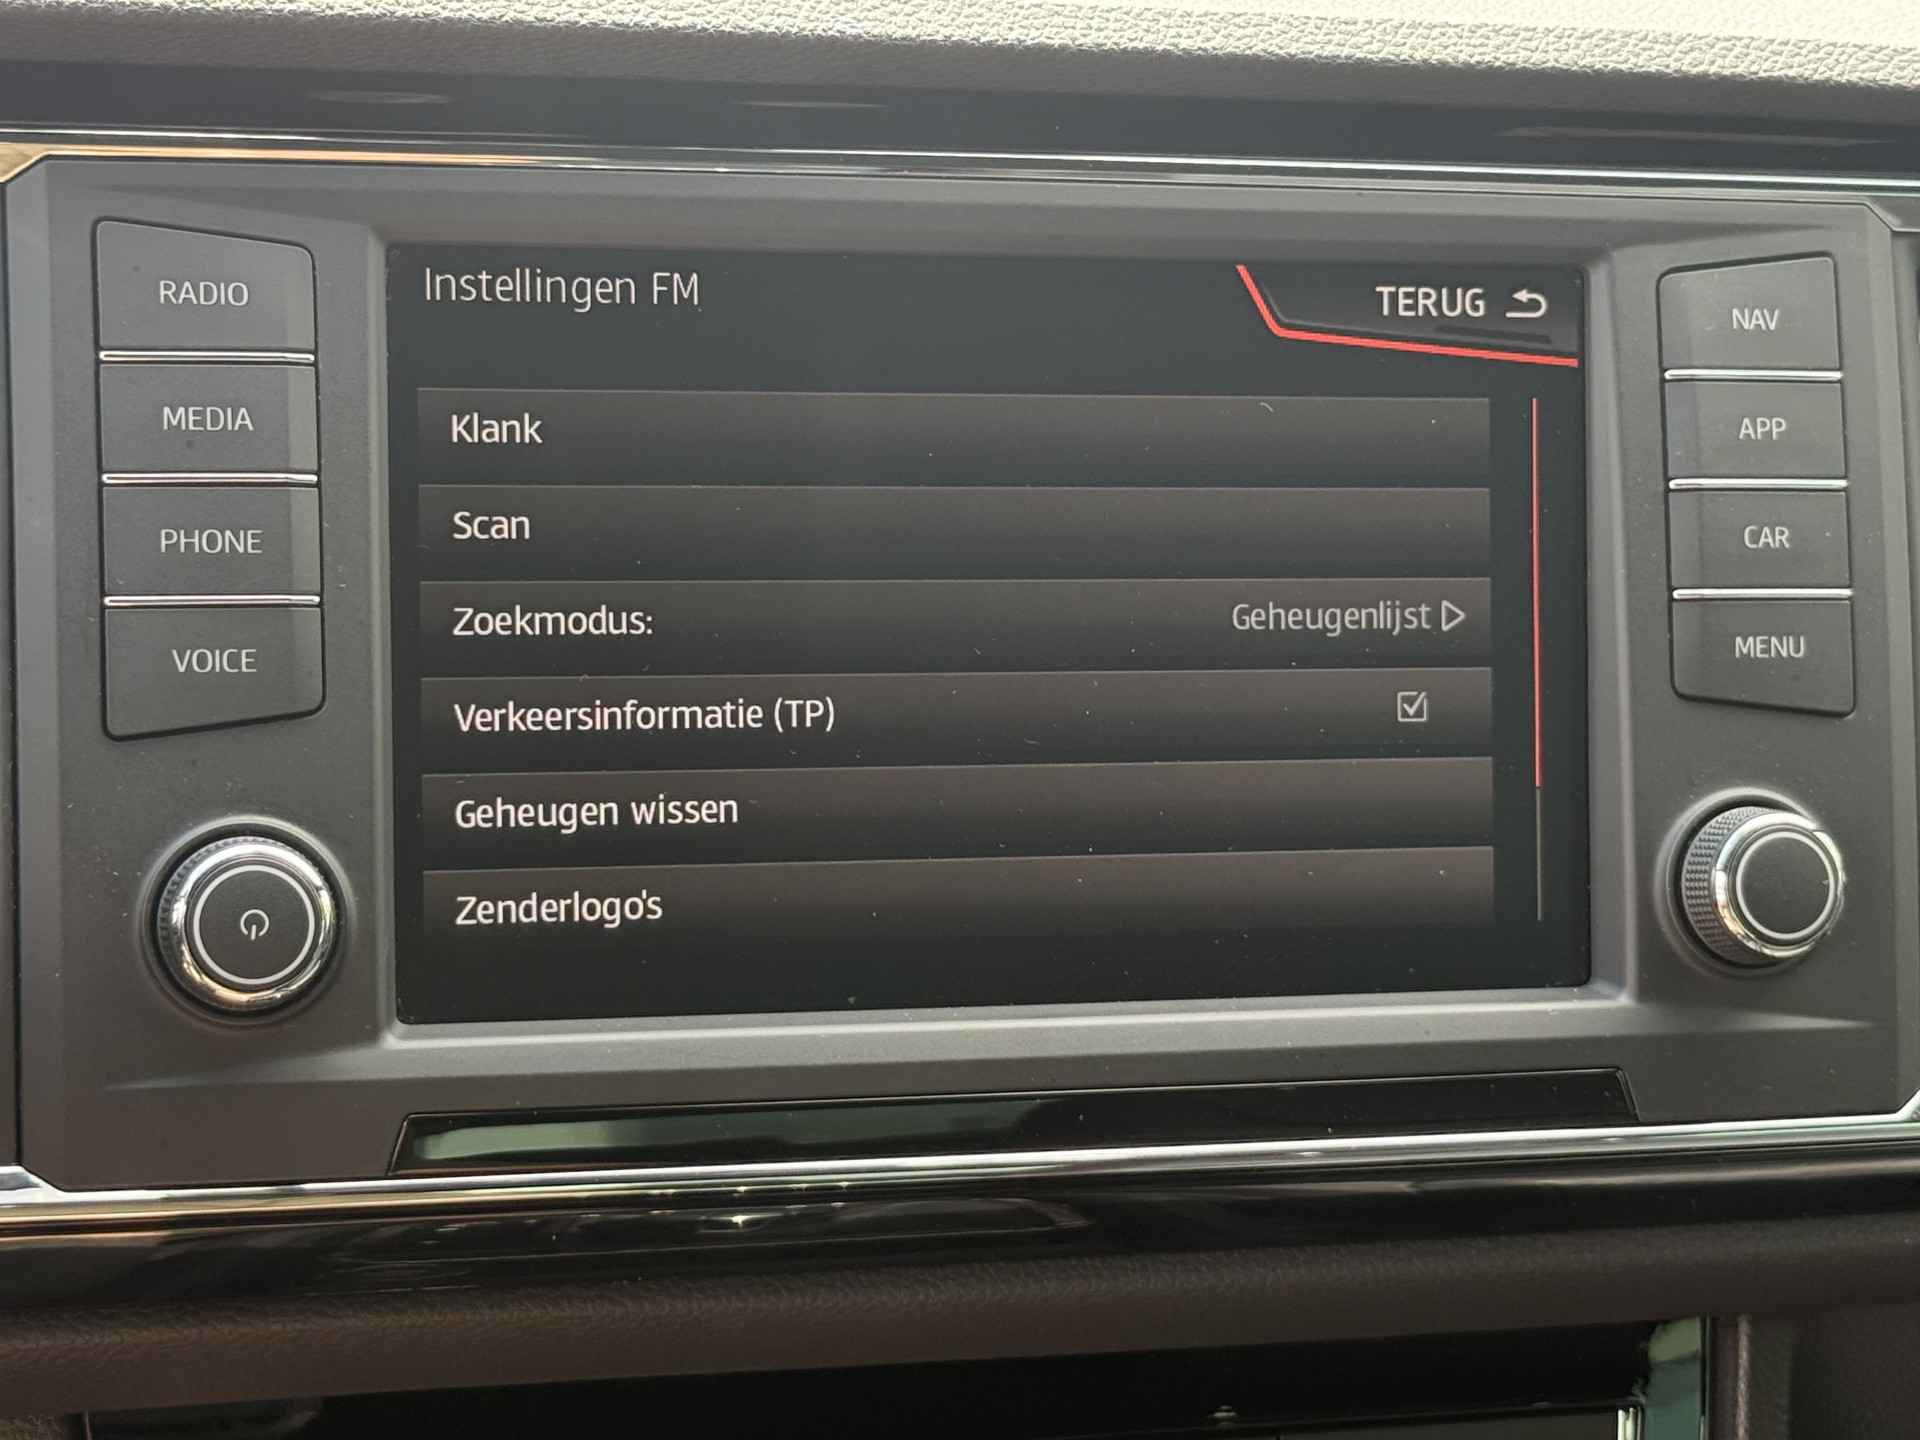 RADIO
MEDIA
PHONE
VOICE
Instellingen FM
TERUG
Klank
Scan
Zoekmodus: Geheugenlijst
Verkeersinformatie (TP)
Geheugen wissen
Zenderlogo's
NAV
APP
CAR
MENU